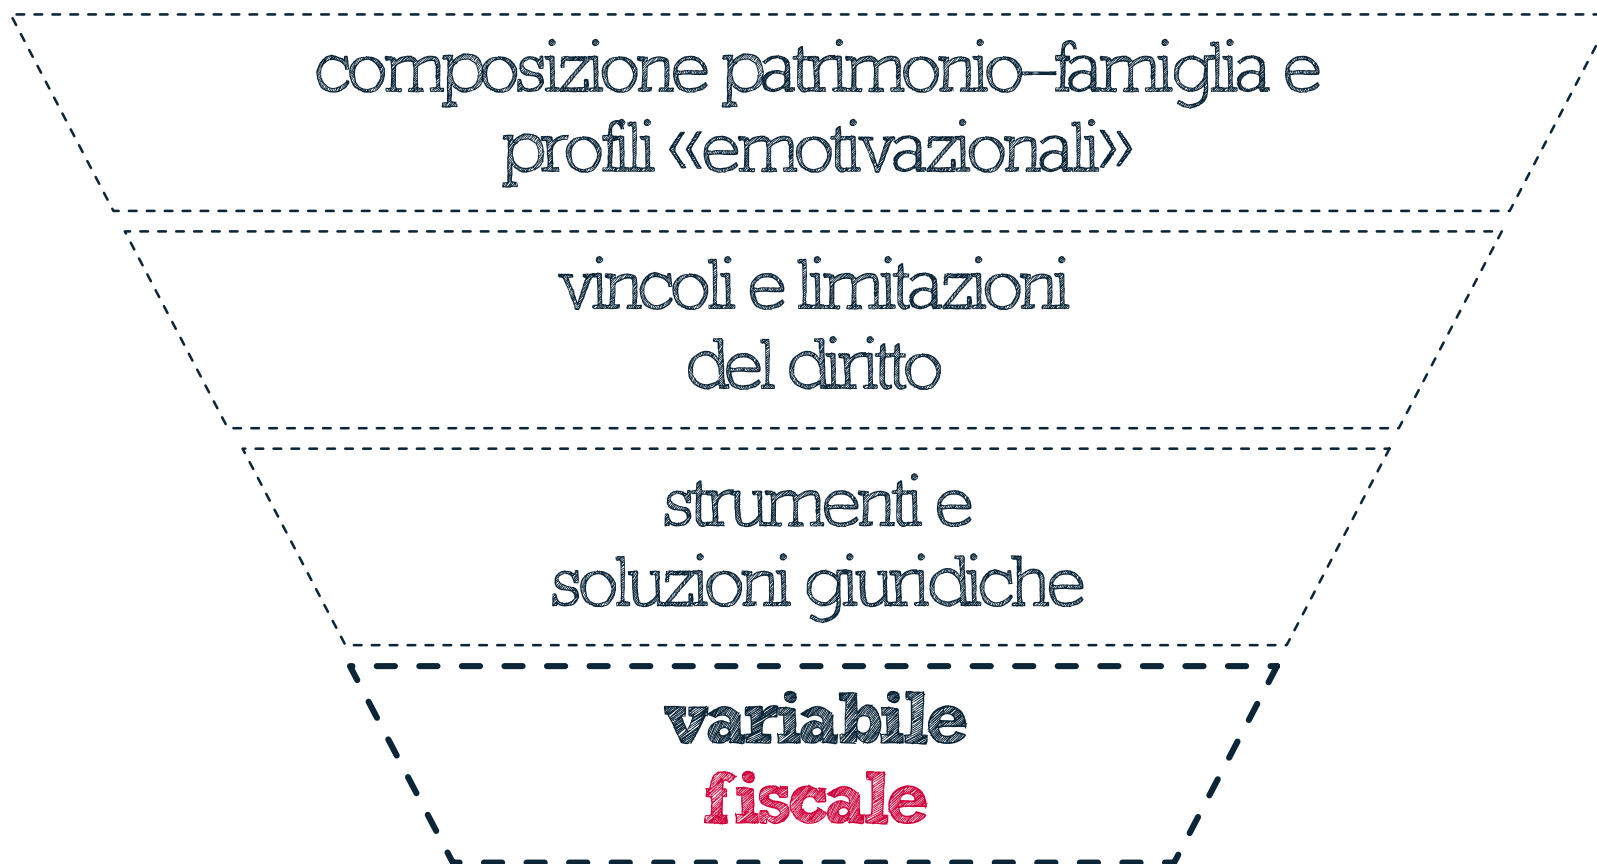 composizione patrimonio–famiglia e
profili «emotivazionali»
vincoli e limitazioni
del diritto
strumenti e
soluzioni giuridiche
variabile
fiscale